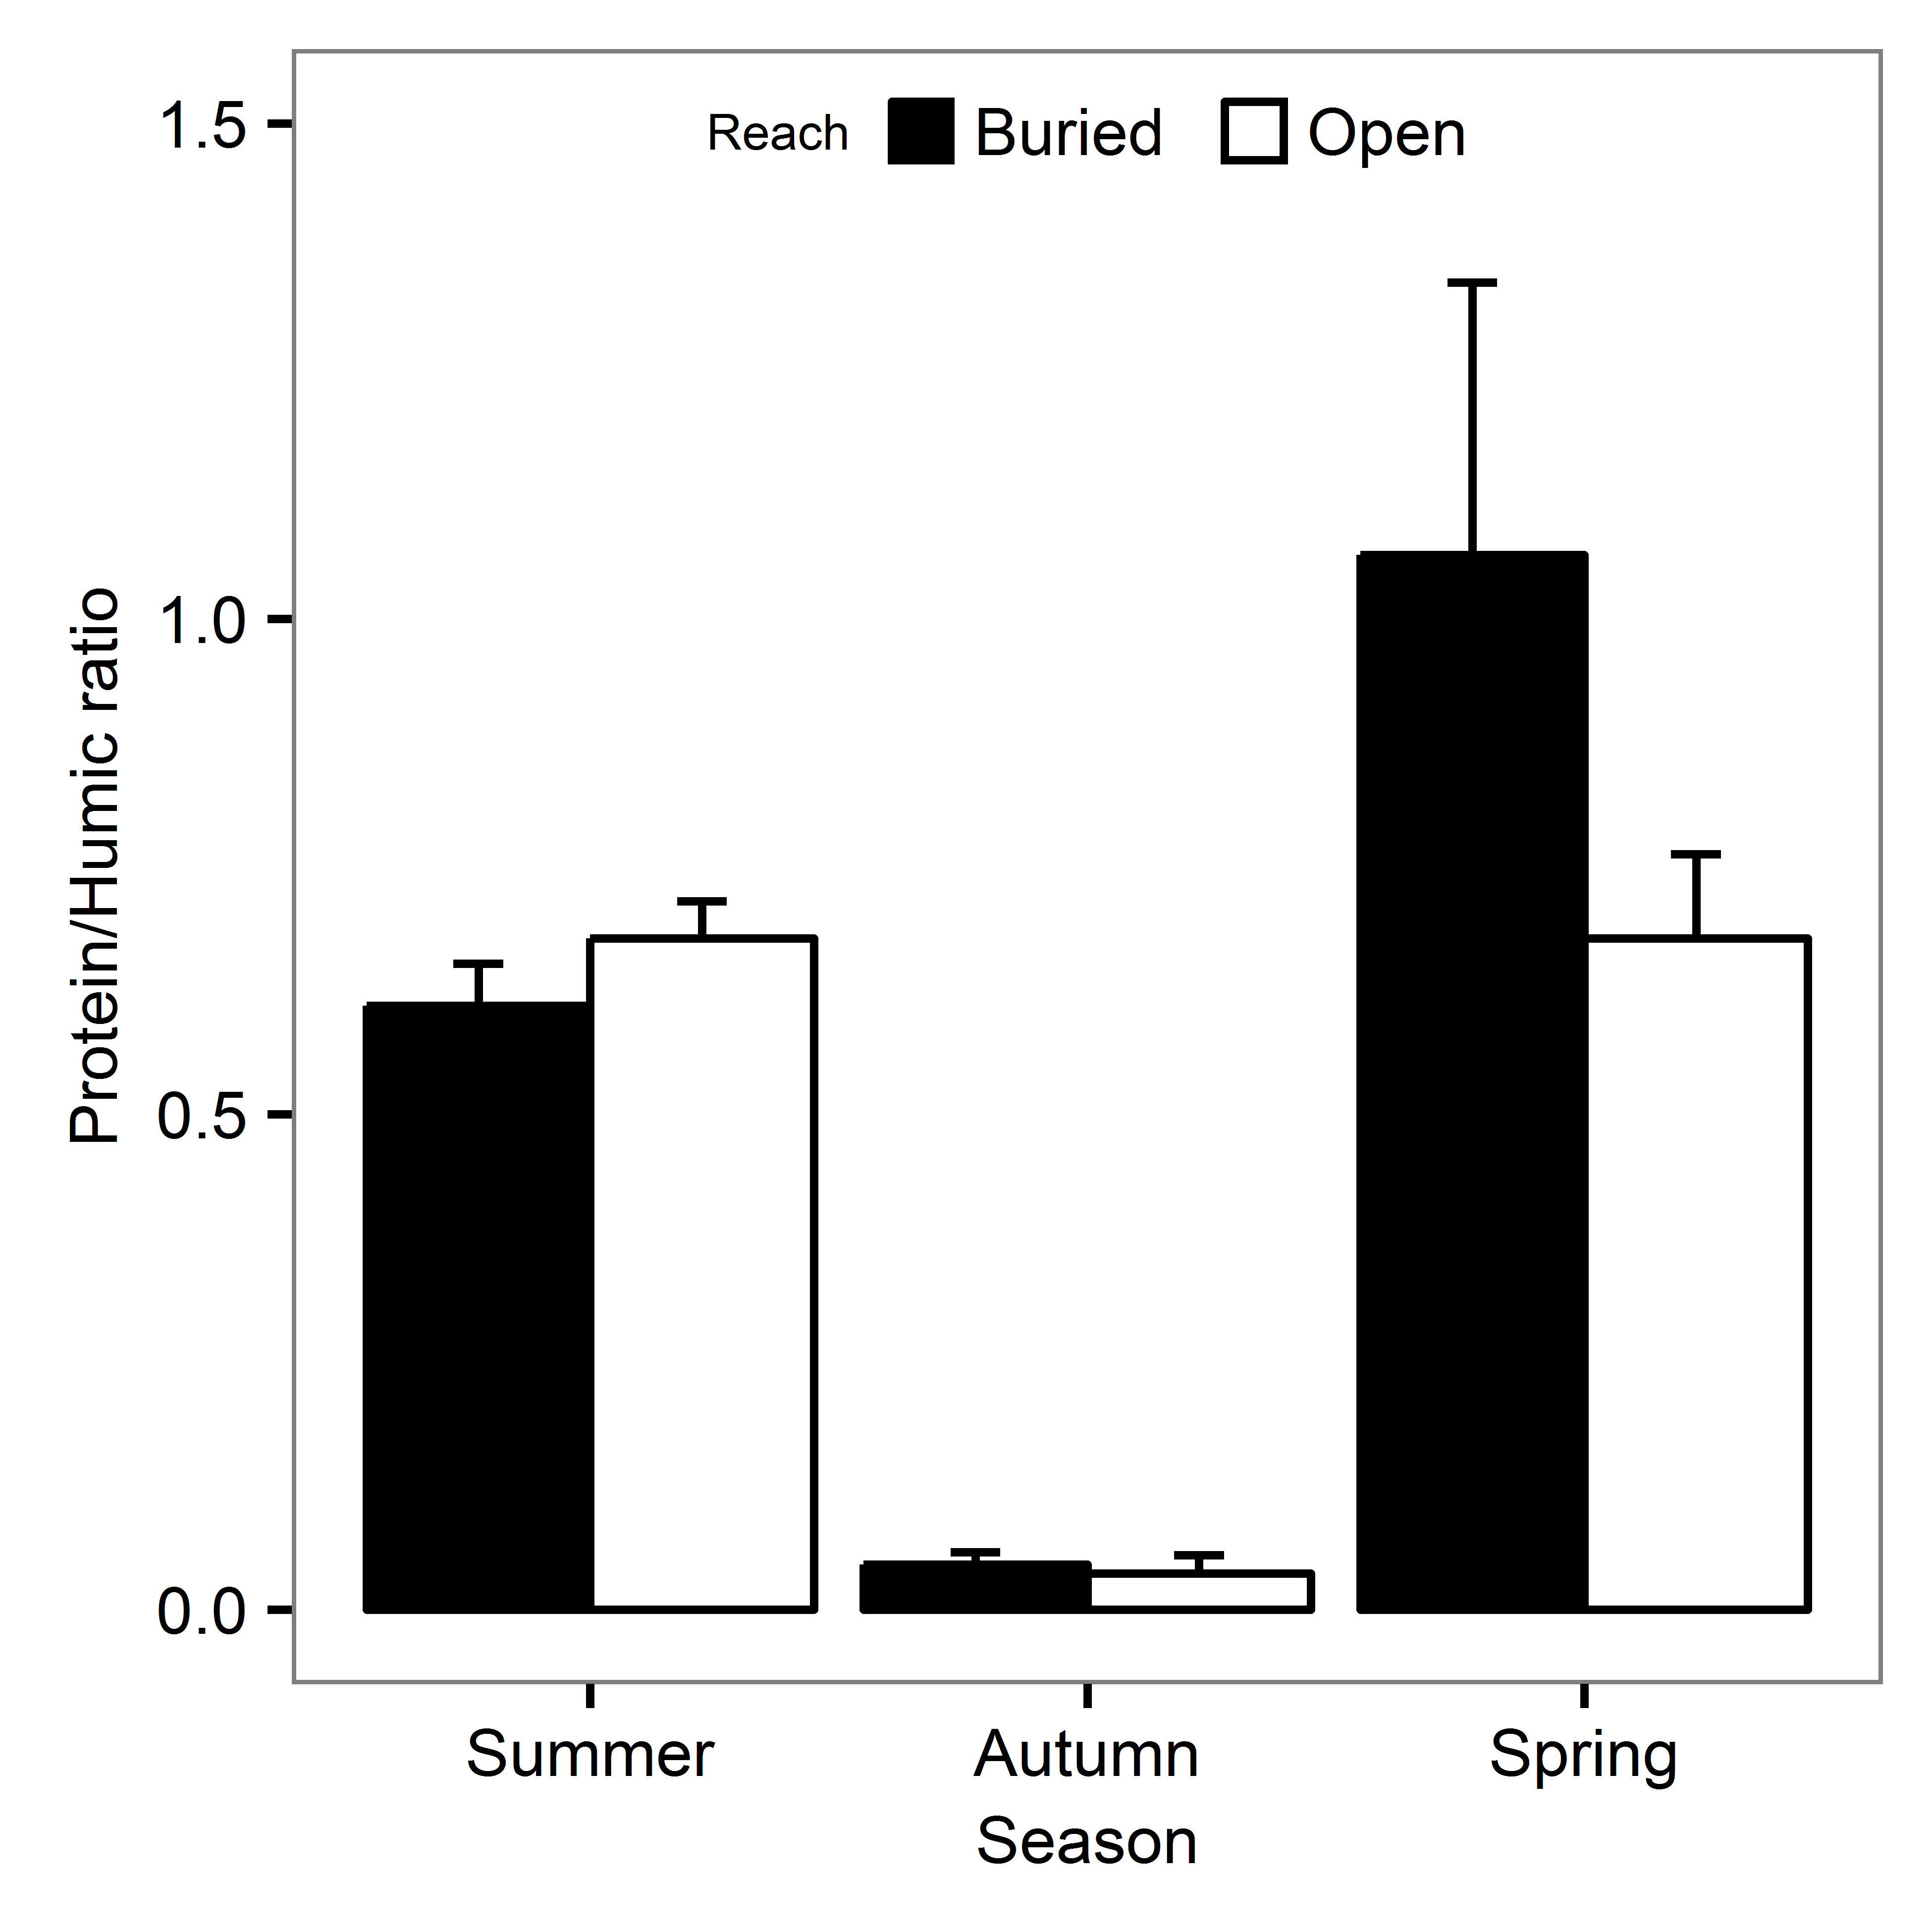 Reach Buried Open
1.5
1.0
0.5
0.0
Protein/Humic ratio
Summer Autumn Spring
Season